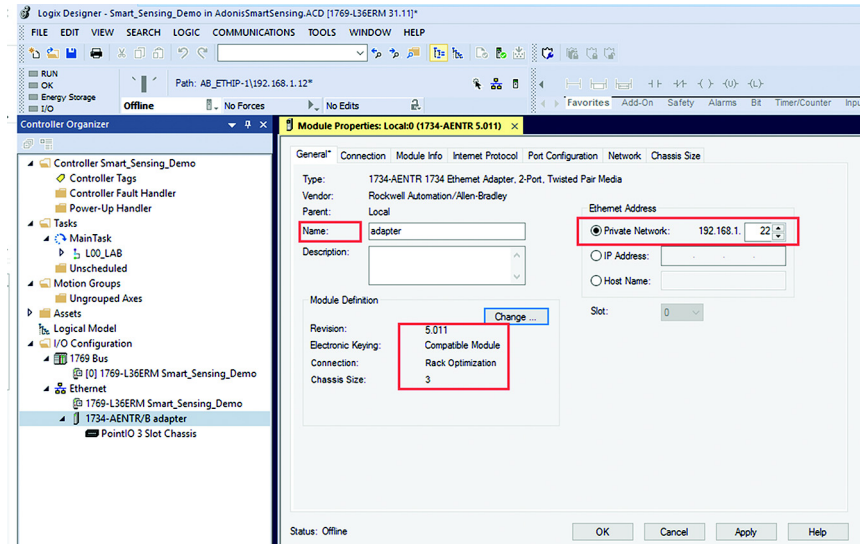 Logix Designer - Smart_Sensing_Demo in AdonisSmartSensing.ACD [1769-L36ERM 31.11]*
FILE EDIT VIEW SEARCH LOGIC COMMUNICATIONS TOOLS WINDOW HELP
RUN
OK
Energy Storage
I/O
Path: AB_ETHIP-1\192.168.1.12*
Offline No Forces No Edits
Favorites Add-On Safety Alarms Bit Timer/Counter
Controller Organizer
Module Properties: Local:0 (1734-AENTR 5.011)
Controller Smart_Sensing_Demo
Controller Tags
Controller Fault Handler
Power-Up Handler
Tasks
MainTask
L00_LAB
Unscheduled
Motion Groups
Ungrouped Axes
Assets
Logical Model
I/O Configuration
1769 Bus
[0] 1769-L36ERM Smart_Sensing_Demo
Ethernet
1769-L36ERM Smart_Sensing_Demo
1734-AENTR/B adapter
PointIO 3 Slot Chassis
General* Connection Module Info Internet Protocol Port Configuration Network Chassis Size
Type: 1734-AENTR 1734 Ethernet Adapter, 2-Port, Twisted Pair Media
Vendor: Rockwell Automation/Allen-Bradley
Parent: Local
Name: adapter
Description:
Ethernet Address
Private Network: 192.168.1. 22
IP Address:
Host Name:
Slot: 0
Module Definition
Change ...
Revision: 5.011
Electronic Keying: Compatible Module
Connection: Rack Optimization
Chassis Size: 3
Status: Offline
OK Cancel Apply Help